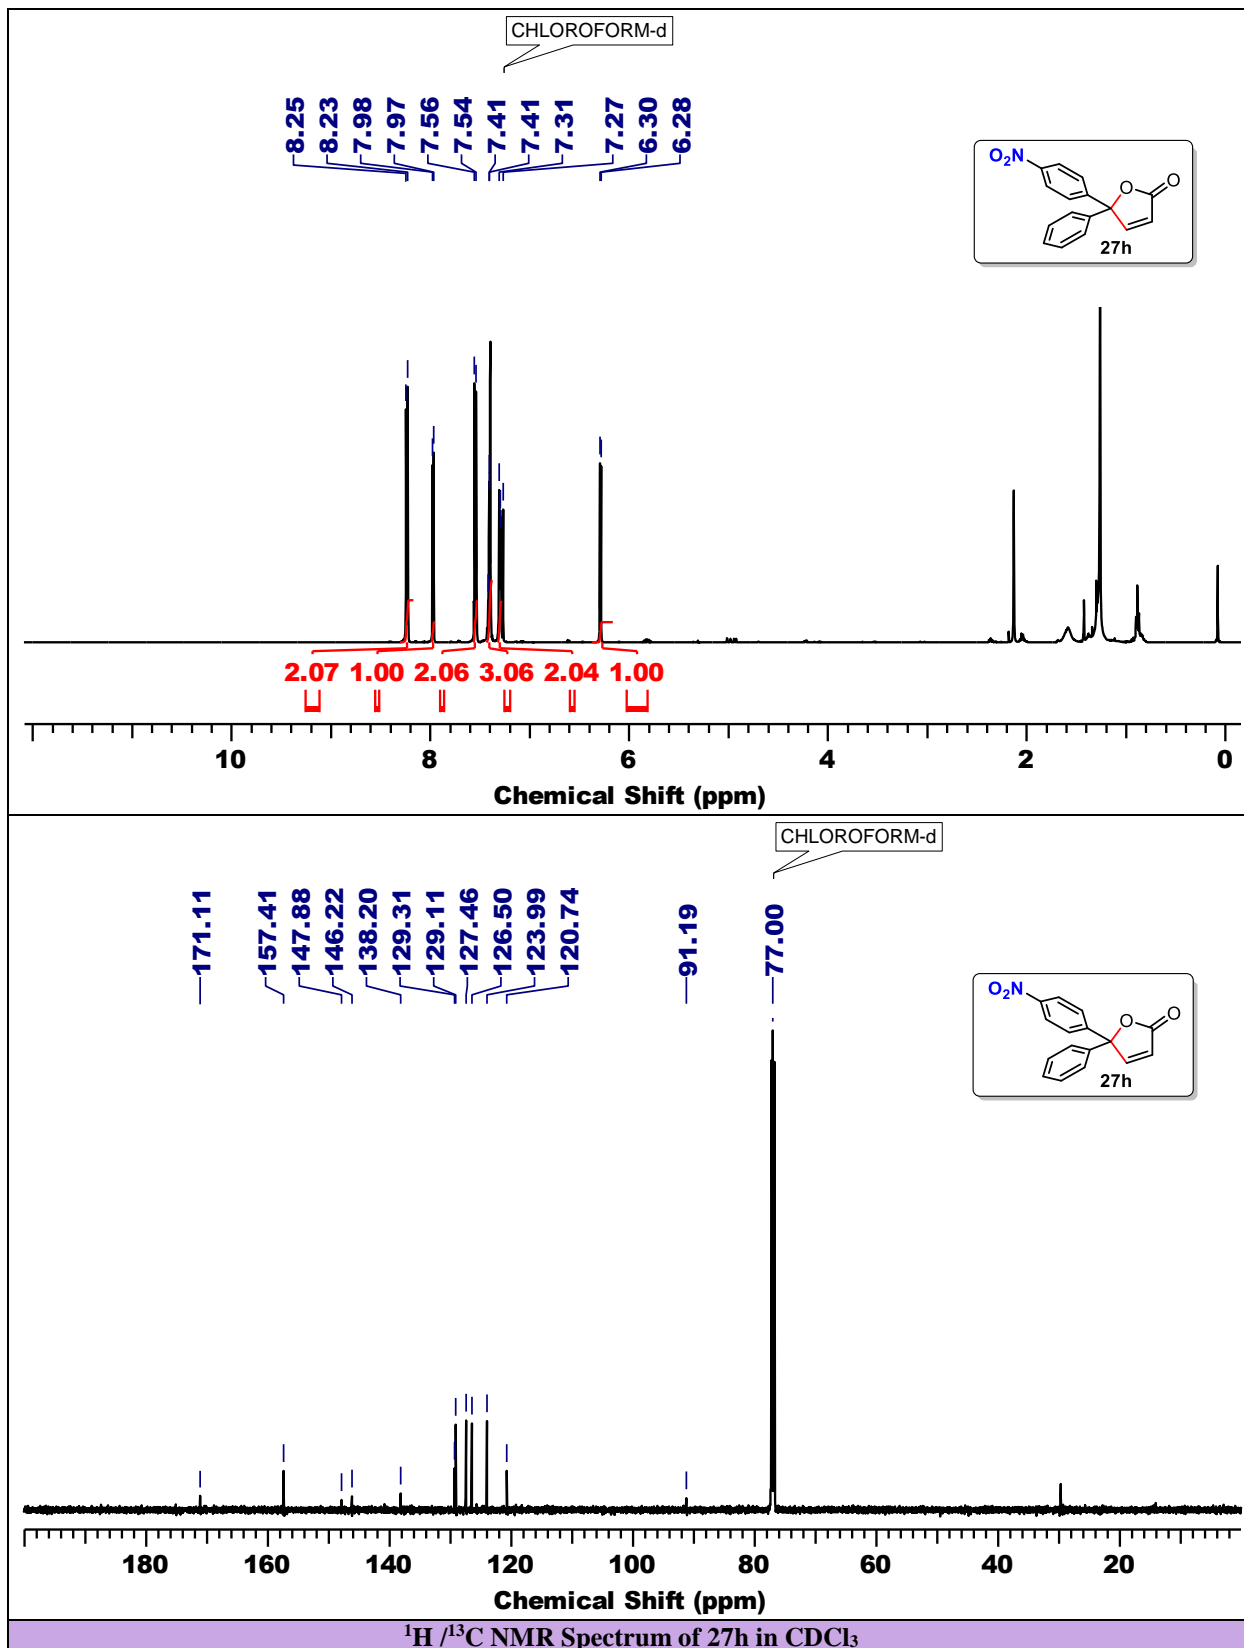 CHLOROFORM-d
8.25
8.23
7.98
7.97
7.56
7.54
7.41
7.41
7.31
7.27
6.30
6.28
O₂N
O
O
27h
2.07 1.00 2.06 3.06 2.04 1.00
10 8 6 4 2 0
Chemical Shift (ppm)
CHLOROFORM-d
171.11
157.41
147.88
146.22
138.20
129.31
129.11
127.46
126.50
123.99
120.74
91.19
77.00
O₂N
O
O
27h
180 160 140 120 100 80 60 40 20
Chemical Shift (ppm)
¹H /¹³C NMR Spectrum of 27h in CDCl₃